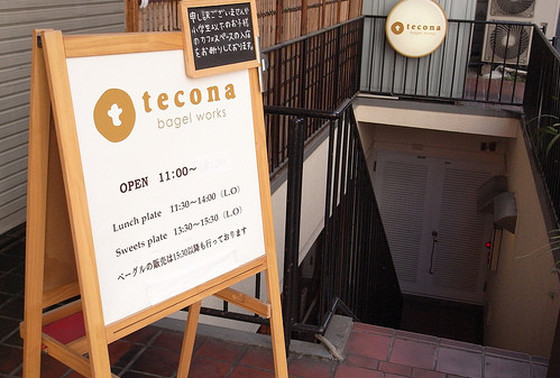 申し訳ございませんが
小学生以下のお子様
のカフェスペースの入店
をお断りしております。
tecona
bagel works
OPEN 11:00~
Lunch plate 11:30~14:00 (L.O)
Sweets plate 13:30~15:30 (L.O)
ベーグルの販売は15:30以降も行っております
tecona
bagel works